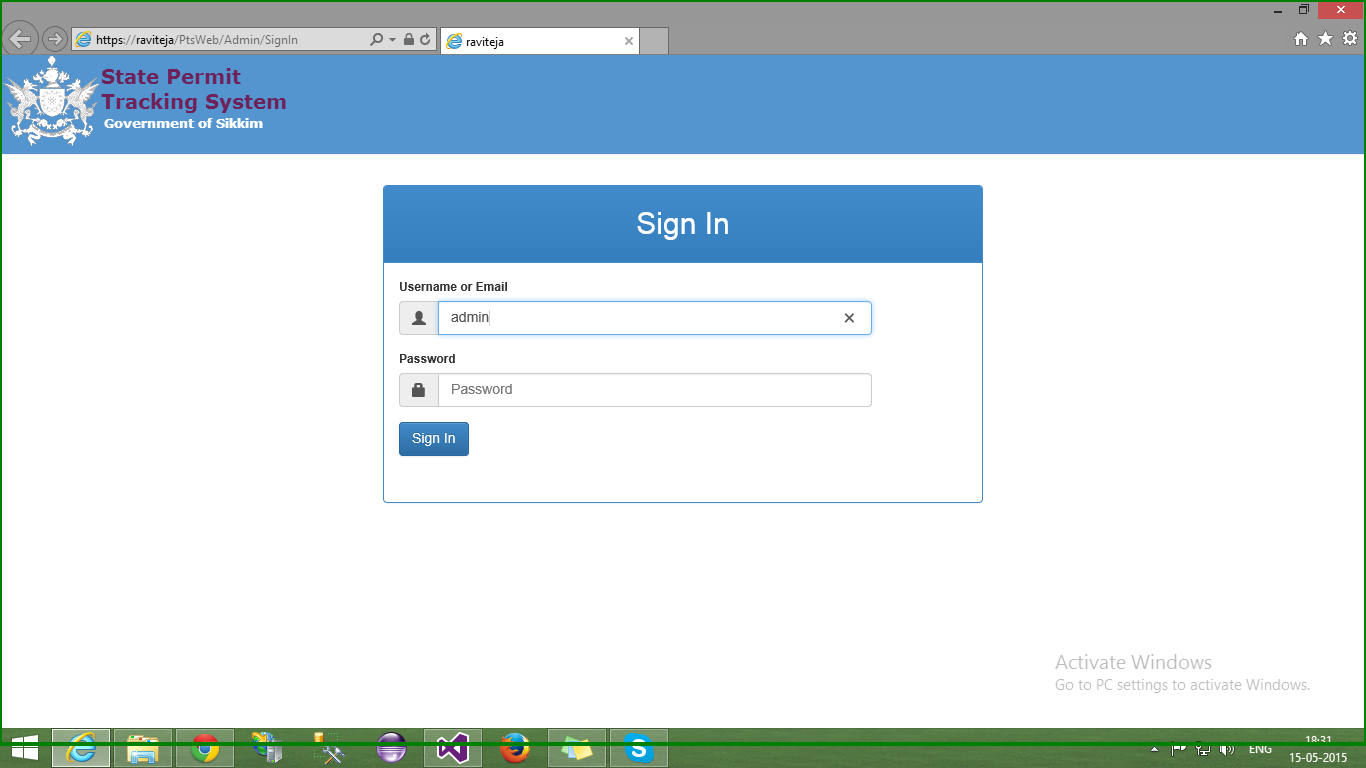 https://raviteja/PtsWeb/Admin/SignIn
raviteja
State Permit
Tracking System
Government of Sikkim
Sign In
Username or Email
admin
Password
Password
Sign In
Activate Windows
Go to PC settings to activate Windows.
ENG
18:31
15-05-2015